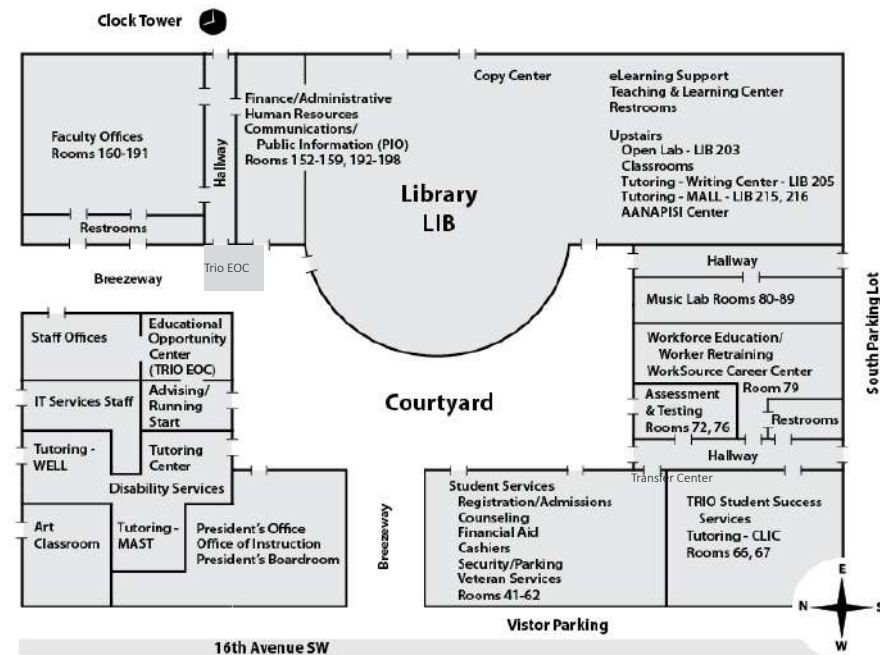 Clock Tower
Faculty Offices
Rooms 160-191
Restrooms
Hallway
Finance/Administrative
Human Resources
Communications/
Public Information (PIO)
Rooms 152-159, 192-198
Library
LIB
Copy Center
eLearning Support
Teaching & Learning Center
Restrooms
Upstairs
Open Lab - LIB 203
Classrooms
Tutoring - Writing Center - LIB 205
Tutoring - MALL - LIB 215, 216
AANAPISI Center
Breezeway
Trio EOC
Hallway
Music Lab Rooms 80-89
Workforce Education/
Worker Retraining
WorkSource Career Center
Room 79
Assessment
& Testing
Rooms 72, 76
Restrooms
Hallway
South Parking Lot
Staff Offices
Educational
Opportunity
Center
(TRIO EOC)
IT Services Staff
Advising/
Running
Start
Courtyard
Tutoring -
WELL
Tutoring
Center
Disability Services
Art
Classroom
Tutoring -
MAST
President's Office
Office of Instruction
President's Boardroom
Breezeway
Transfer Center
Student Services
Registration/Admissions
Counseling
Financial Aid
Cashiers
Security/Parking
Veteran Services
Rooms 41-62
TRIO Student Success
Services
Tutoring - CLIC
Rooms 66, 67
E
N
S
W
Vistor Parking
16th Avenue SW